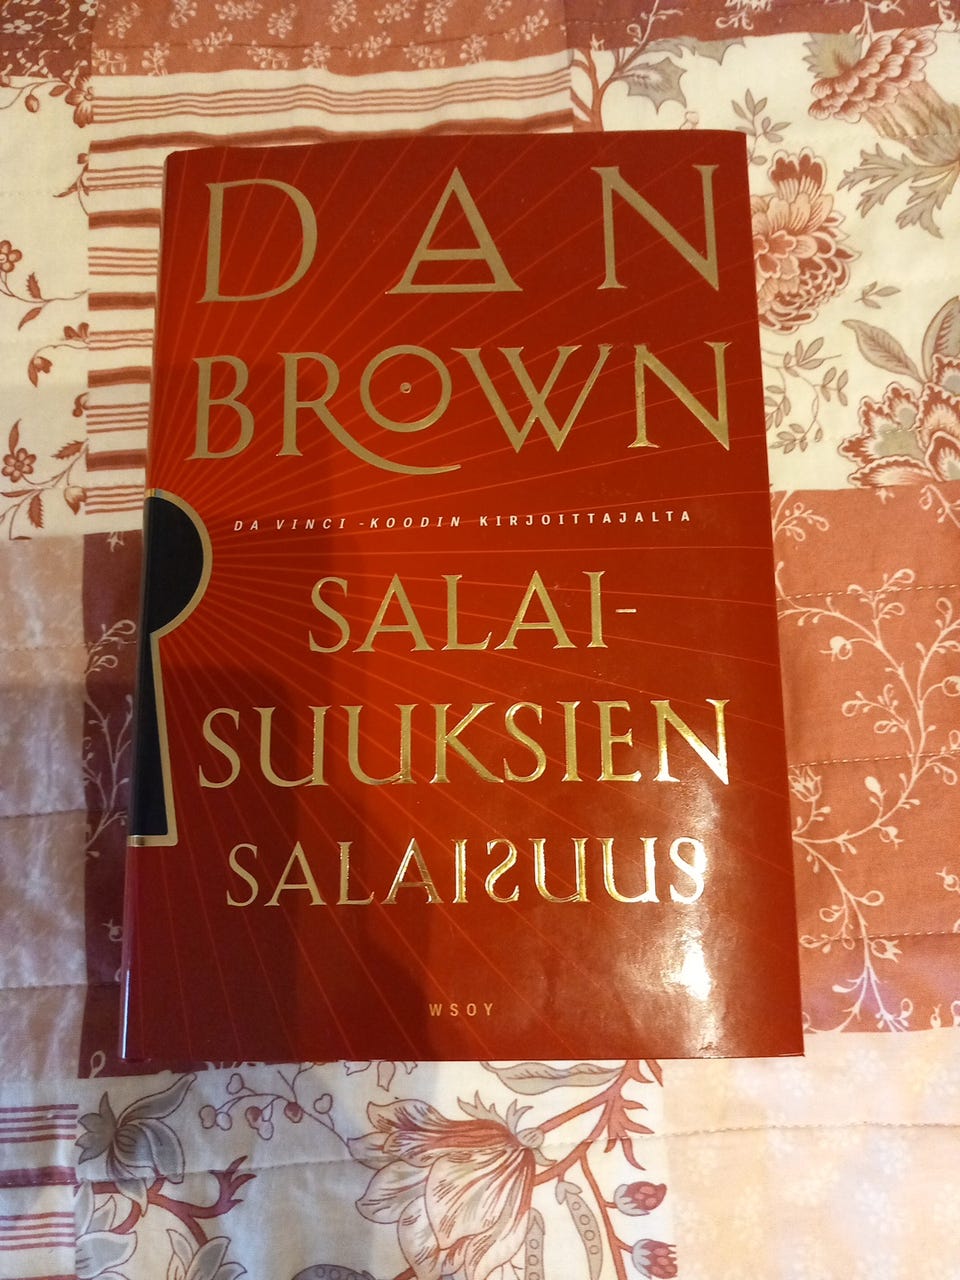 DAN
BROWN
DA VINCI -KOODIN KIRJOITTAJALTA
SALAI-
SUUKSIEN
SALAISUUS
WSOY